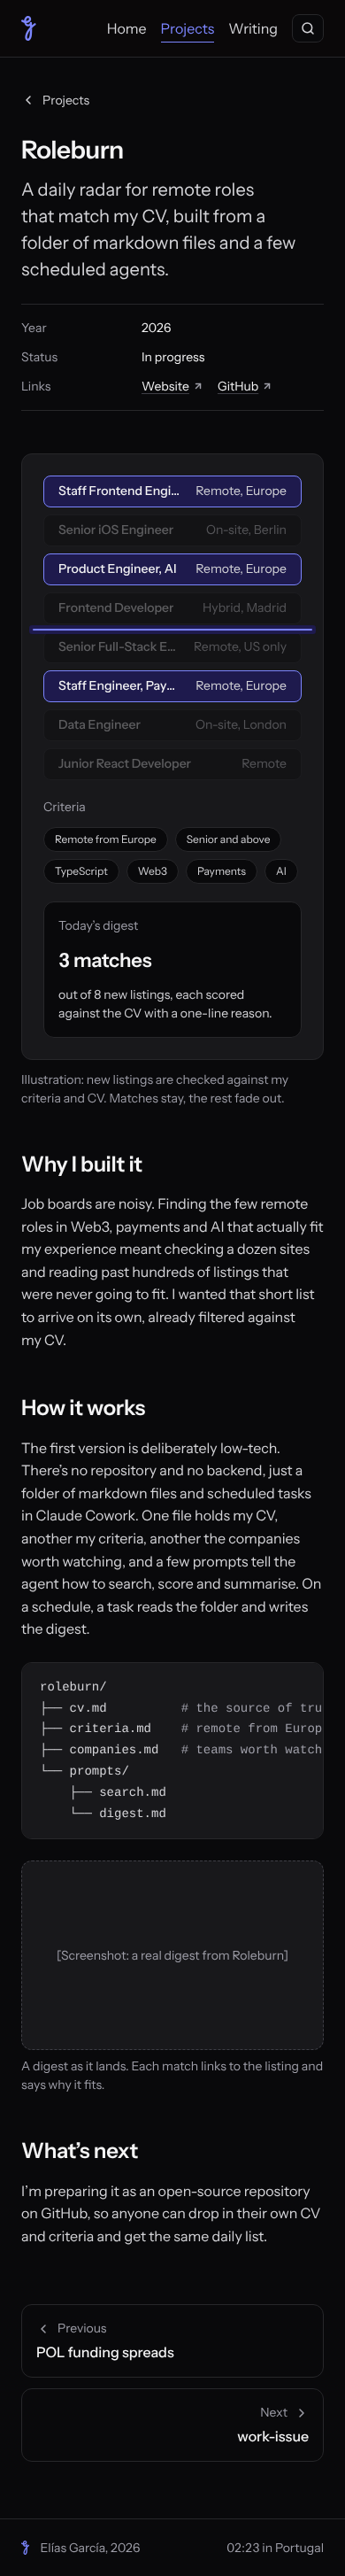 Home Projects Writing
Projects
Roleburn
A daily radar for remote roles
that match my CV, built from a
folder of markdown files and a few
scheduled agents.
Year 2026
Status In progress
Links Website GitHub
Staff Frontend Engi... Remote, Europe
Senior iOS Engineer On-site, Berlin
Product Engineer, AI Remote, Europe
Frontend Developer Hybrid, Madrid
Senior Full-Stack E... Remote, US only
Staff Engineer, Pay... Remote, Europe
Data Engineer On-site, London
Junior React Developer Remote
Criteria
Remote from Europe Senior and above
TypeScript Web3 Payments AI
Today's digest
3 matches
out of 8 new listings, each scored
against the CV with a one-line reason.
Illustration: new listings are checked against my
criteria and CV. Matches stay, the rest fade out.
Why I built it
Job boards are noisy. Finding the few remote
roles in Web3, payments and AI that actually fit
my experience meant checking a dozen sites
and reading past hundreds of listings that
were never going to fit. I wanted that short list
to arrive on its own, already filtered against
my CV.
How it works
The first version is deliberately low-tech.
There's no repository and no backend, just a
folder of markdown files and scheduled tasks
in Claude Cowork. One file holds my CV,
another my criteria, another the companies
worth watching, and a few prompts tell the
agent how to search, score and summarise. On
a schedule, a task reads the folder and writes
the digest.
roleburn/
├── cv.md # the source of tru
├── criteria.md # remote from Europ
├── companies.md # teams worth watch
└── prompts/
├── search.md
└── digest.md
[Screenshot: a real digest from Roleburn]
A digest as it lands. Each match links to the listing and
says why it fits.
What's next
I'm preparing it as an open-source repository
on GitHub, so anyone can drop in their own CV
and criteria and get the same daily list.
Previous
POL funding spreads
Next
work-issue
Elías García, 2026 02:23 in Portugal